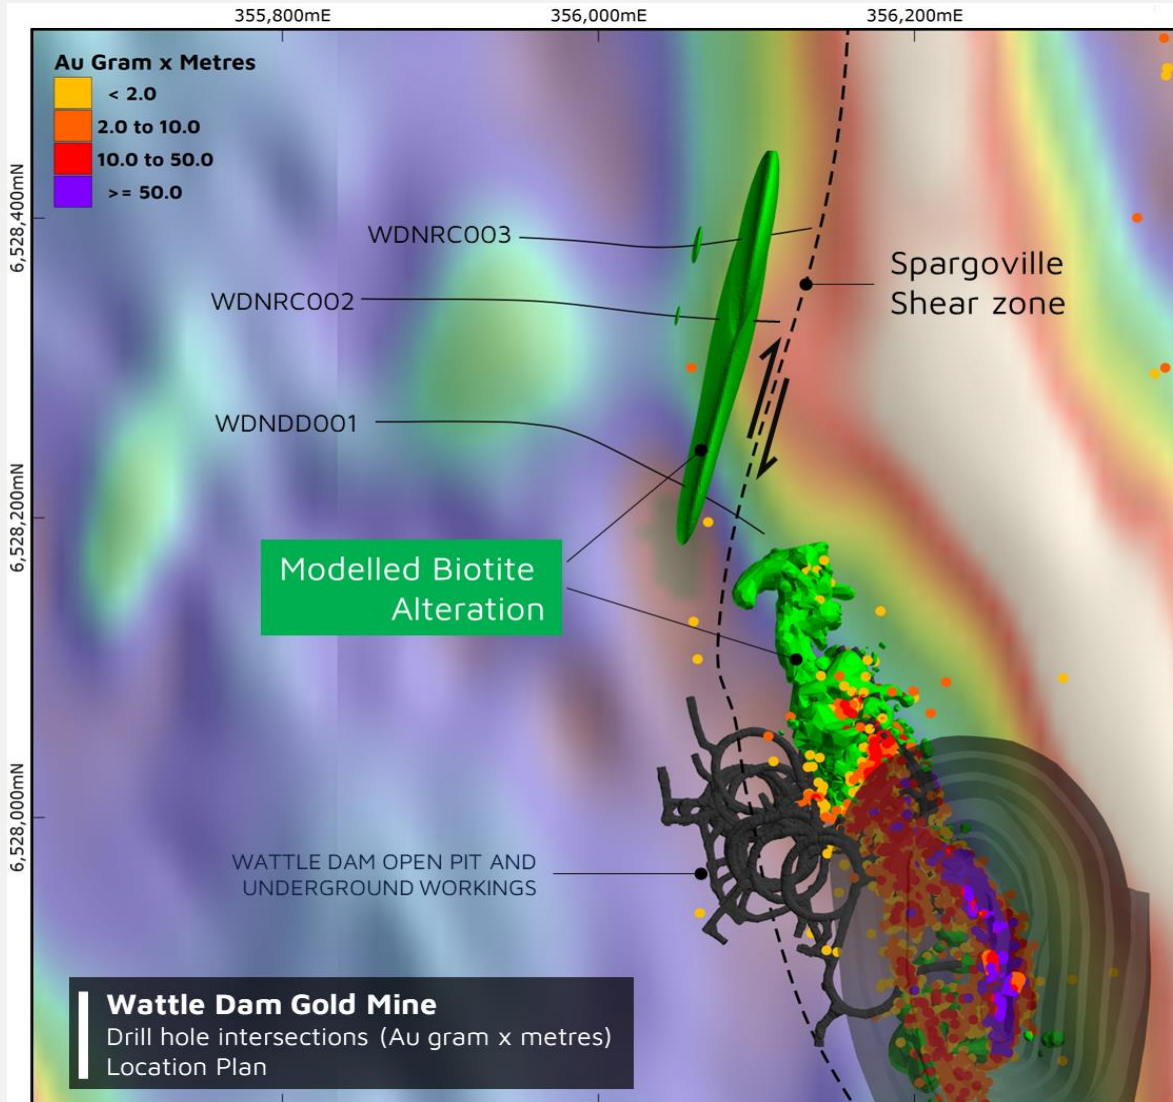 355,800mE
356,000mE
356,200mE
Au Gram x Metres
< 2.0
2.0 to 10.0
10.0 to 50.0
>= 50.0
6,528,400mN
WDNRC003
Spargoville
Shear zone
WDNRC002
WDNDD001
6,528,200mN
Modelled Biotite
Alteration
6,528,000mN
WATTLE DAM OPEN PIT AND
UNDERGROUND WORKINGS
Wattle Dam Gold Mine
Drill hole intersections (Au gram x metres)
Location Plan